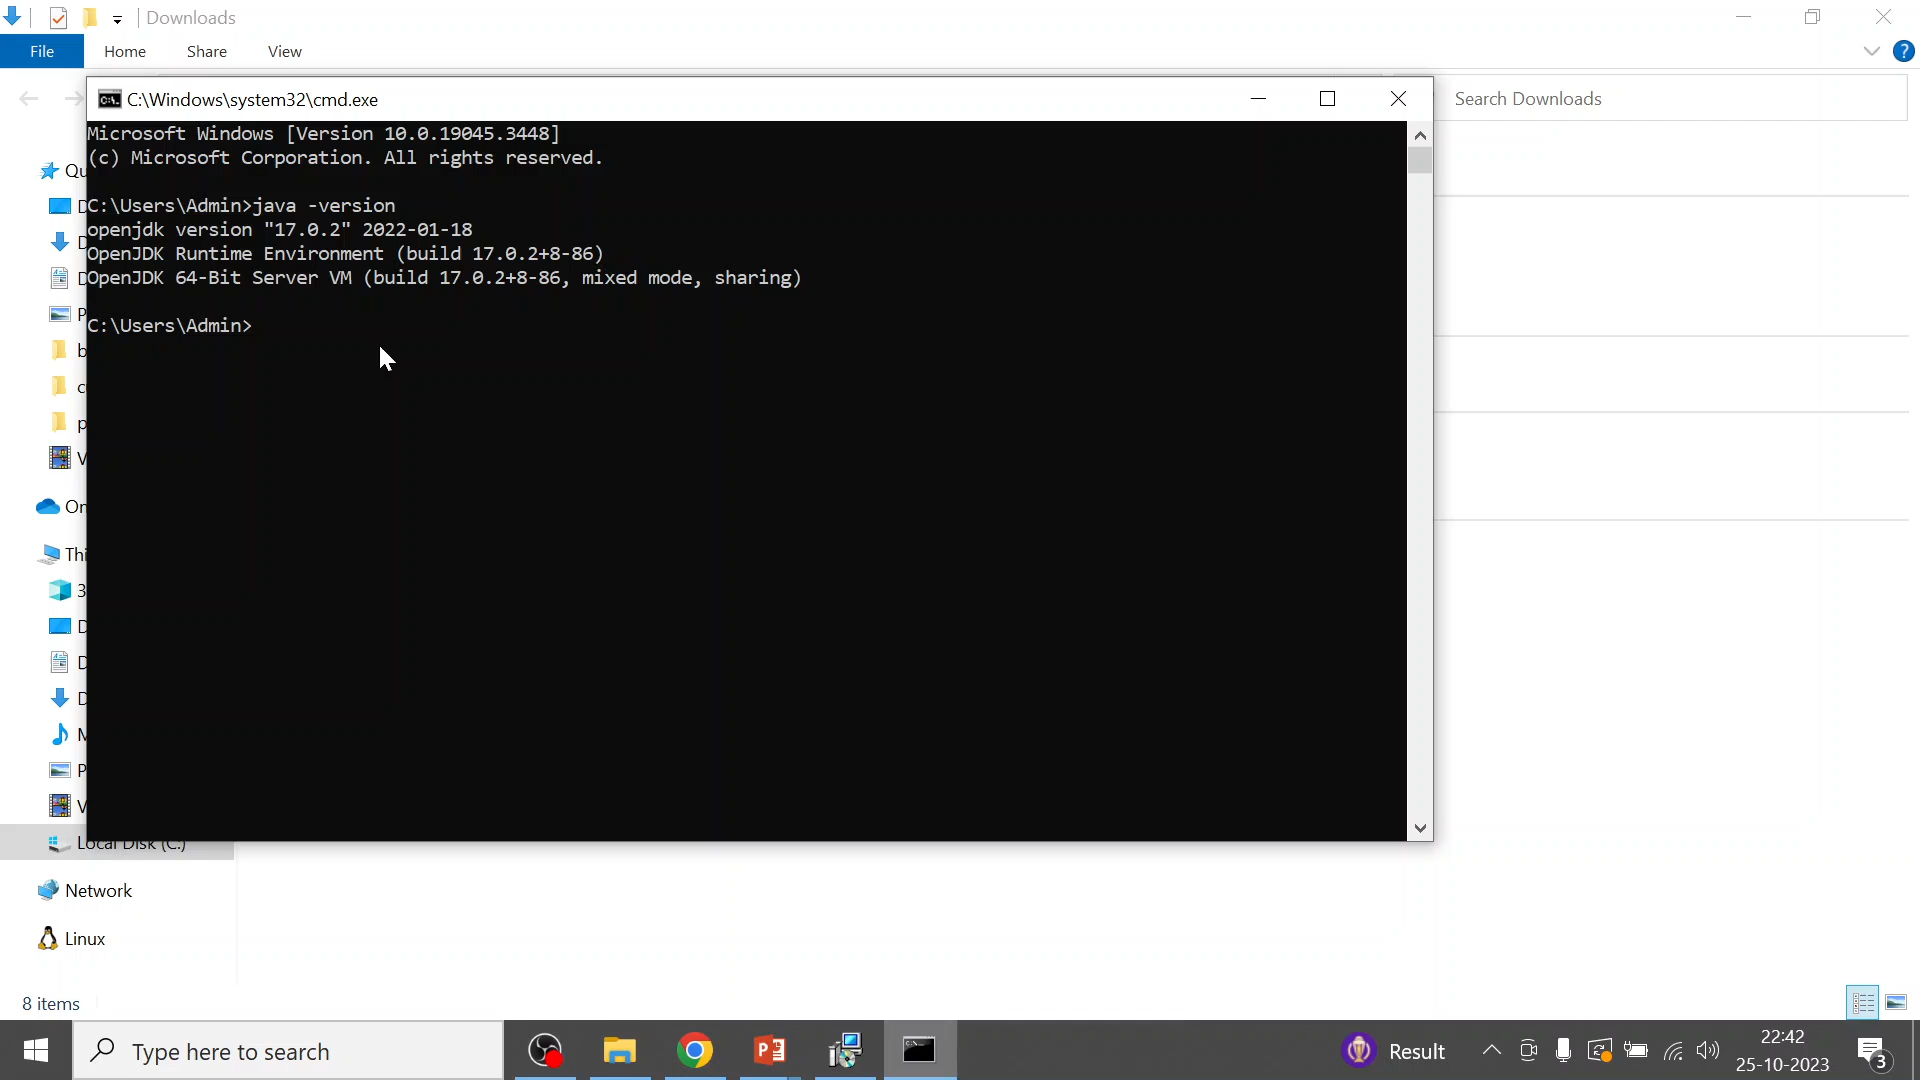 Downloads
File Home Share View
C:\Windows\system32\cmd.exe
Search Downloads
Microsoft Windows [Version 10.0.19045.3448]
(c) Microsoft Corporation. All rights reserved.
C:\Users\Admin>java -version
openjdk version "17.0.2" 2022-01-18
OpenJDK Runtime Environment (build 17.0.2+8-86)
OpenJDK 64-Bit Server VM (build 17.0.2+8-86, mixed mode, sharing)
C:\Users\Admin>
Local Disk (C:)
Network
Linux
8 items
Type here to search
Result
22:42
25-10-2023
3